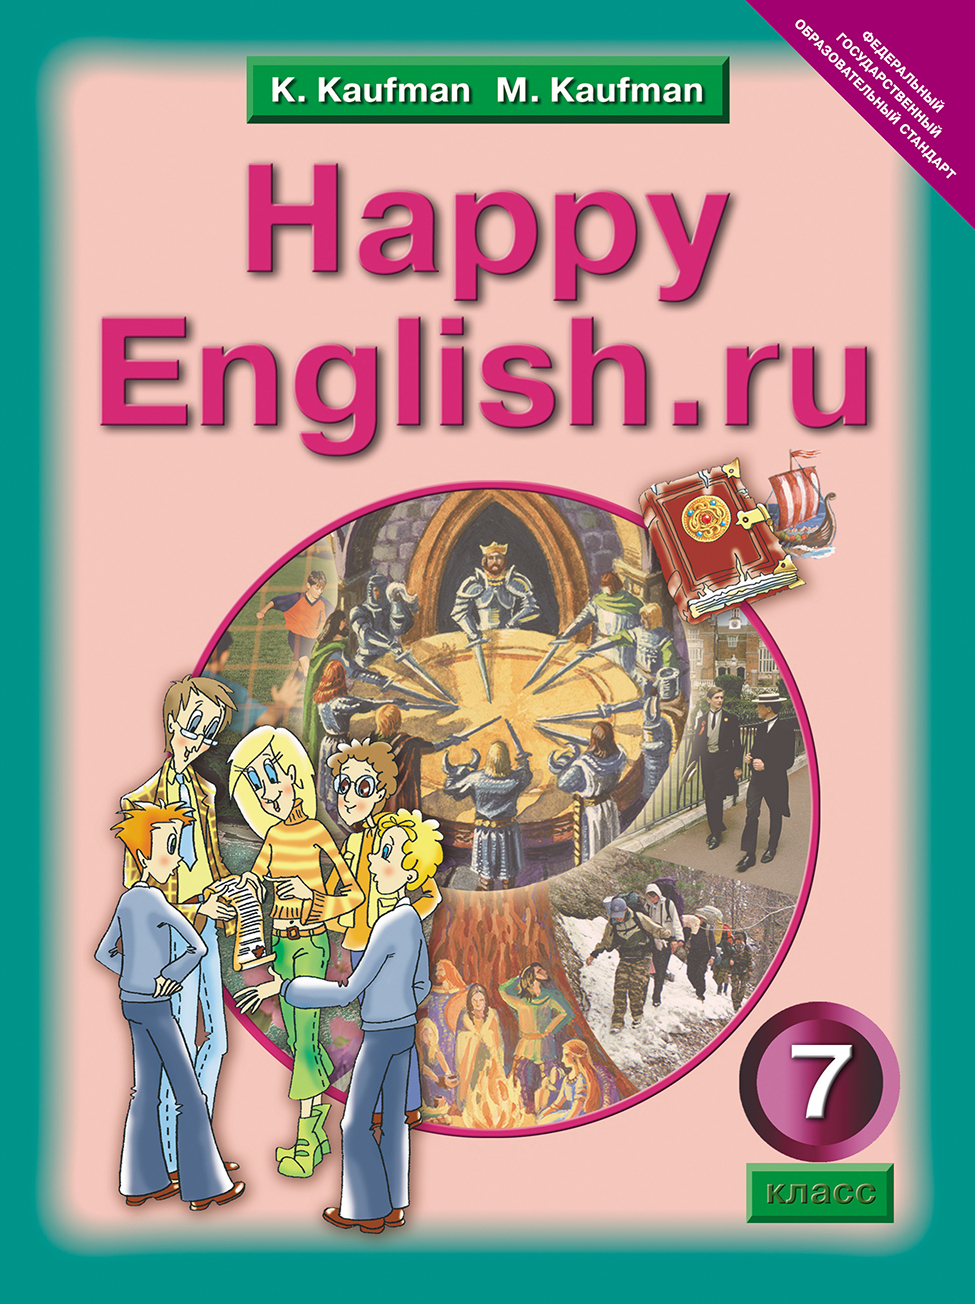 K. Kaufman M. Kaufman
ФЕДЕРАЛЬНЫЙ
ГОСУДАРСТВЕННЫЙ
ОБРАЗОВАТЕЛЬНЫЙ СТАНДАРТ
Happy
English.ru
7
класс